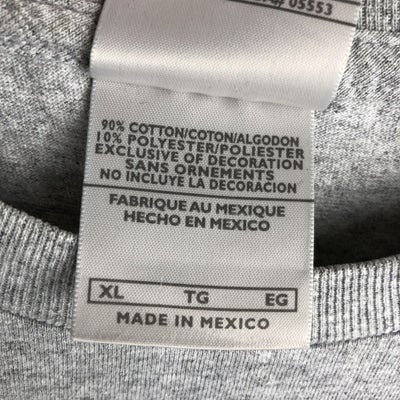 05553
90% COTTON/COTON/ALGODON
10% POLYESTER/POLIESTER
EXCLUSIVE OF DECORATION
SANS ORNEMENTS
NO INCLUYE LA DECORACION
FABRIQUE AU MEXIQUE
HECHO EN MEXICO
XL TG EG
MADE IN MEXICO